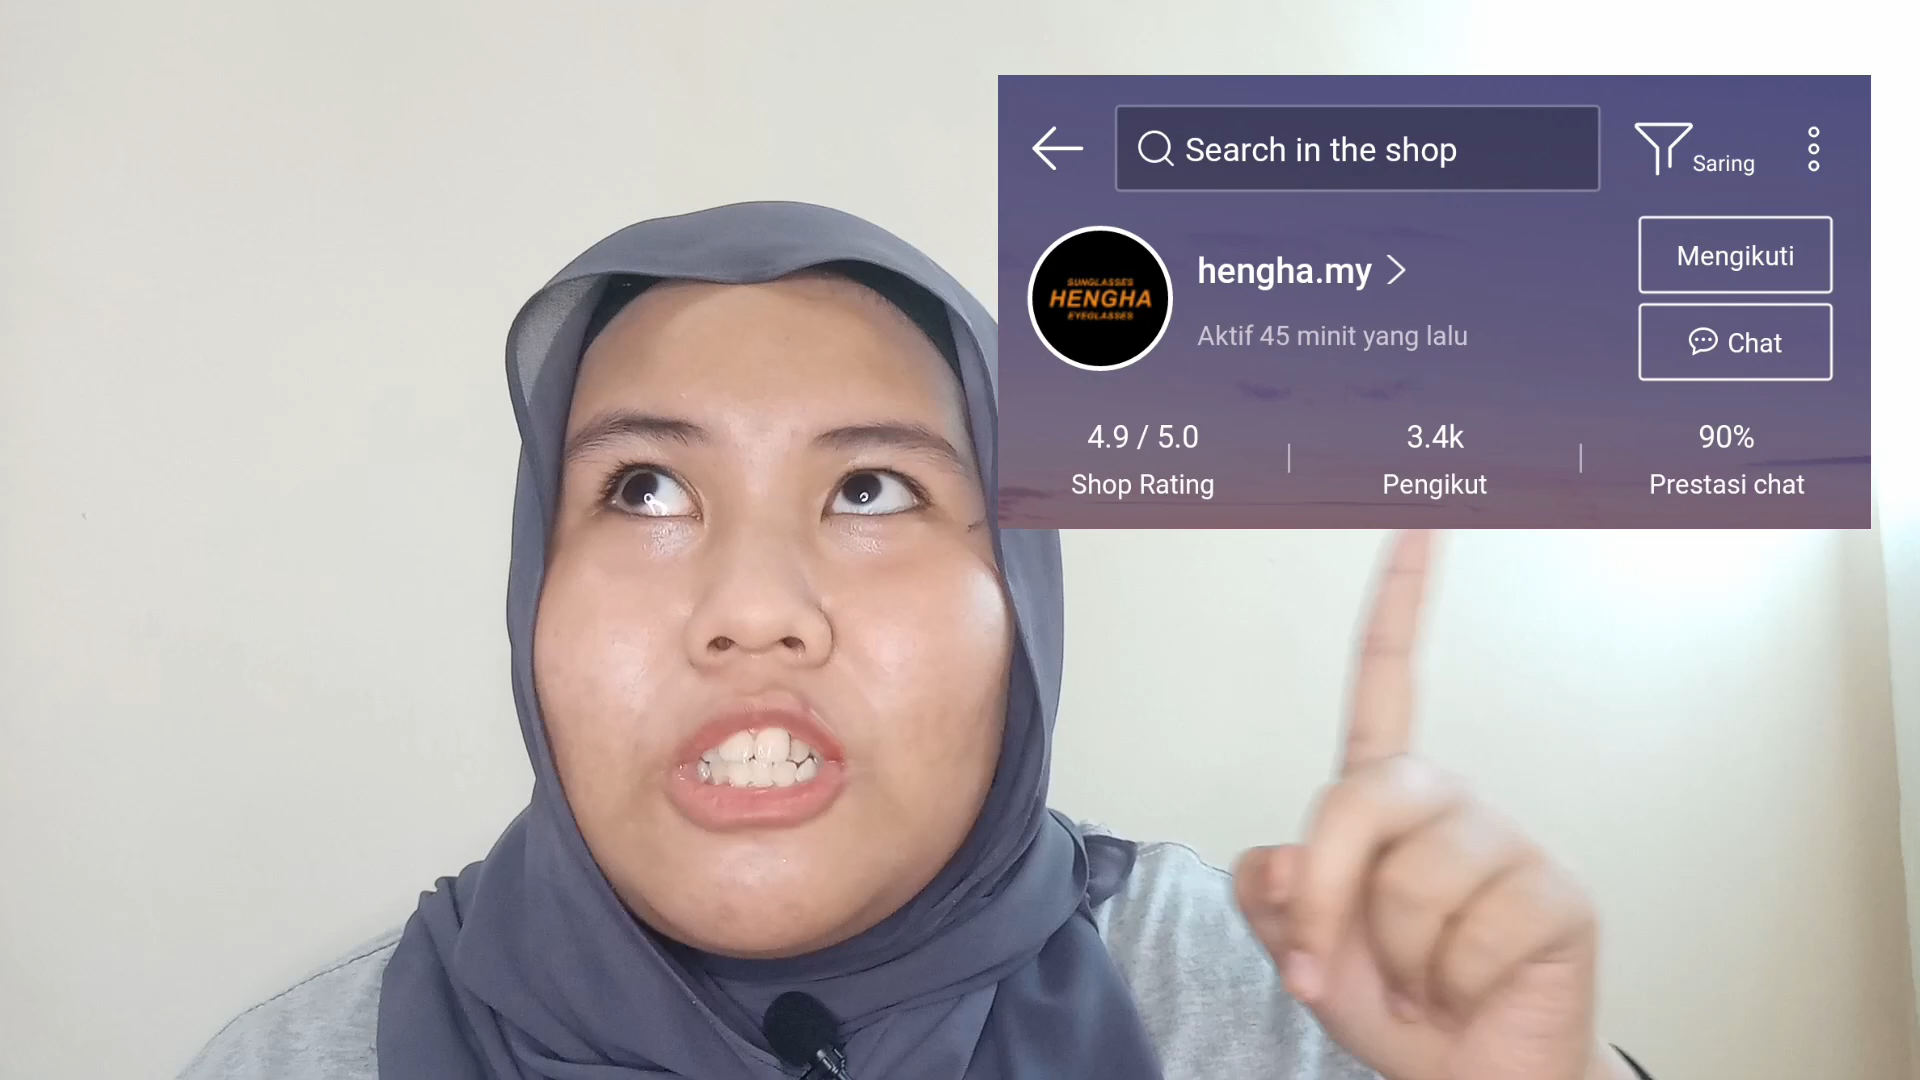 Search in the shop
Saring
SUNGLASSES
HENGHA
EYEGLASSES
hengha.my
Mengikuti
Aktif 45 minit yang lalu
Chat
4.9 / 5.0
3.4k
90%
Shop Rating
Pengikut
Prestasi chat